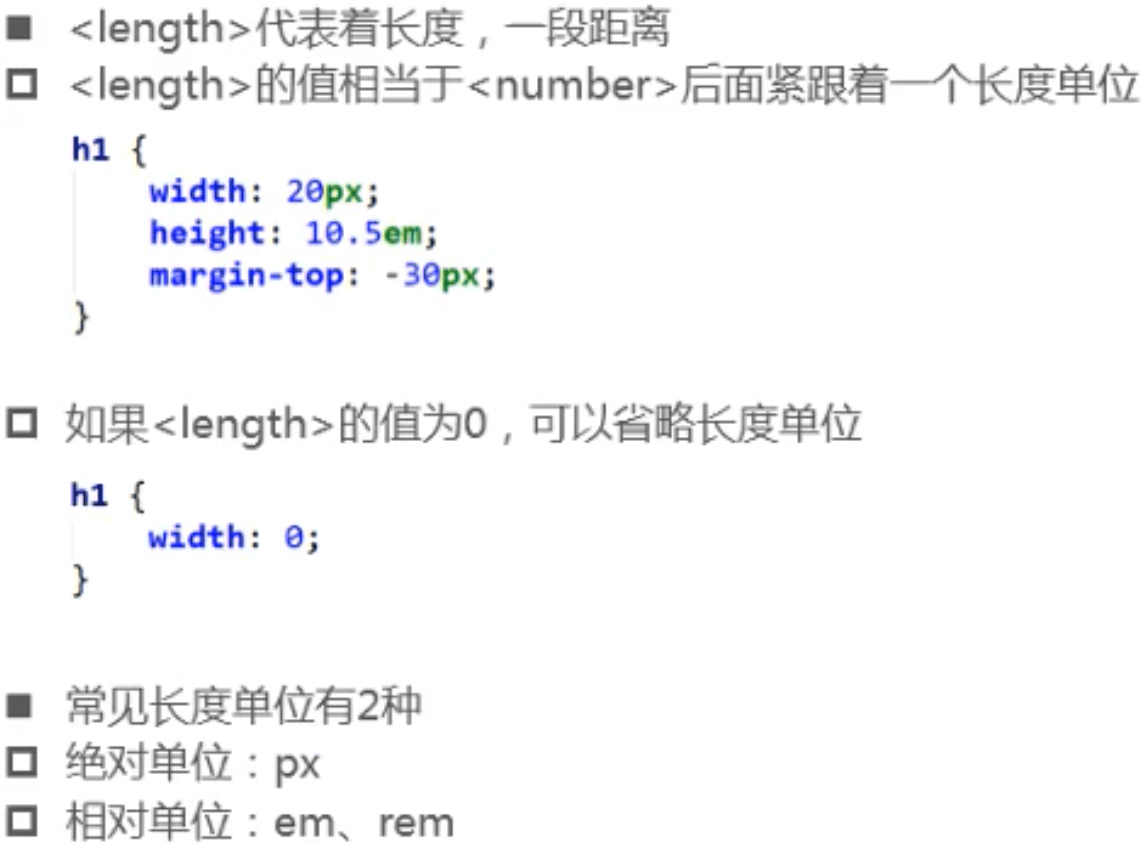 <length>代表着长度，一段距离
<length>的值相当于<number>后面紧跟着一个长度单位
h1 {
width: 20px;
height: 10.5em;
margin-top: -30px;
}
如果<length>的值为0，可以省略长度单位
h1 {
width: 0;
}
常见长度单位有2种
绝对单位：px
相对单位：em、rem